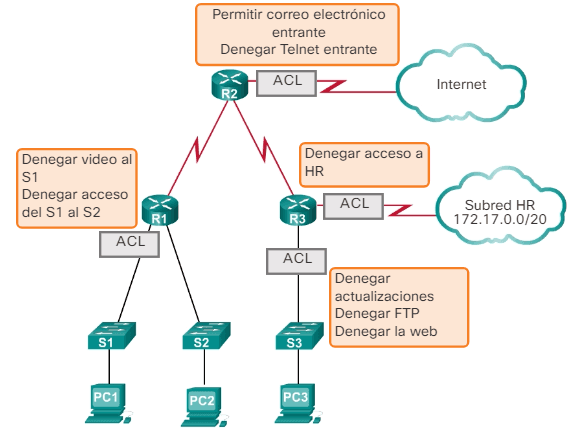 Permitir correo electrónico
entrante
Denegar Telnet entrante
ACL
R2
Internet
Denegar video al
S1
Denegar acceso
del S1 al S2
Denegar acceso a
HR
R1
ACL
R3
ACL
Subred HR
172.17.0.0/20
ACL
Denegar
actualizaciones
Denegar FTP
Denegar la web
S1
S2
S3
PC1
PC2
PC3